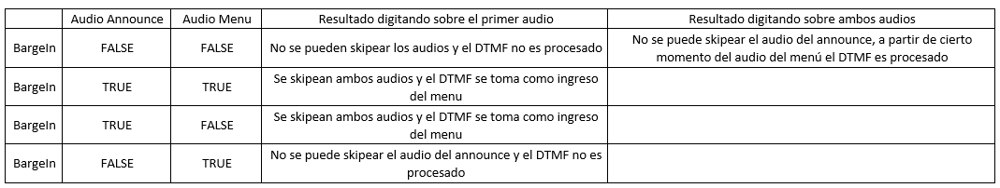 Audio Announce Audio Menu Resultado digitando sobre el primer audio Resultado digitando sobre ambos audios
BargeIn FALSE FALSE No se pueden skipear los audios y el DTMF no es procesado No se puede skipear el audio del announce, a partir de cierto
momento del audio del menú el DTMF es procesado
BargeIn TRUE TRUE Se skipean ambos audios y el DTMF se toma como ingreso
del menu
BargeIn TRUE FALSE Se skipean ambos audios y el DTMF se toma como ingreso
del menu
BargeIn FALSE TRUE No se puede skipear el audio del announce y el DTMF no es
procesado